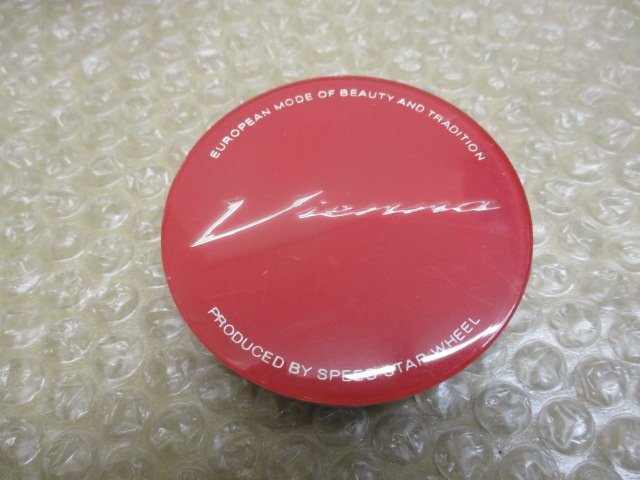 EUROPEAN MODE OF BEAUTY AND TRADITION
Vienna
PRODUCED BY SPEED STAR WHEEL